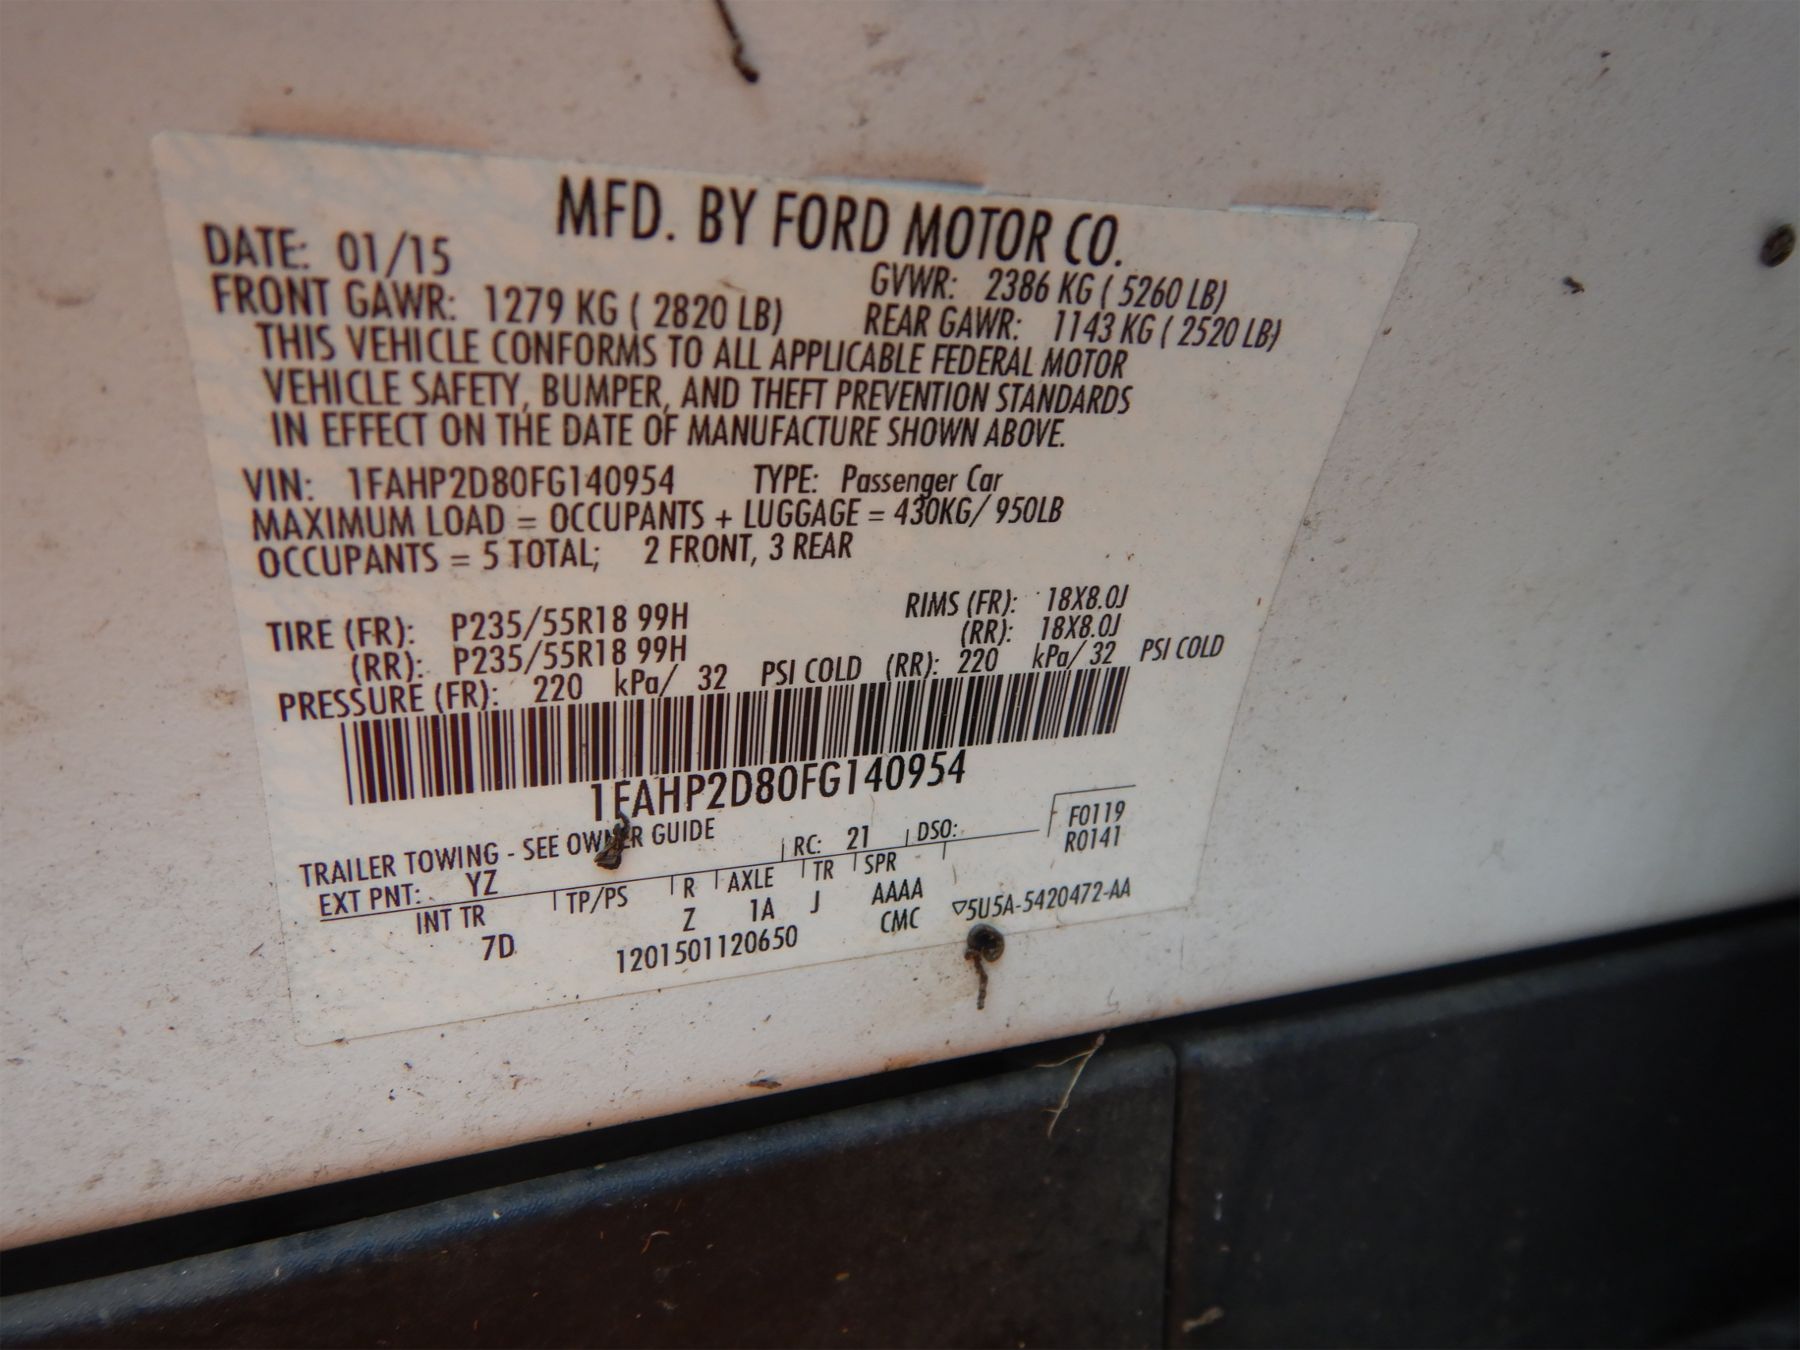 MFD. BY FORD MOTOR CO.
DATE: 01/15
GVWR: 2386 KG ( 5260 LB)
FRONT GAWR: 1279 KG ( 2820 LB)
REAR GAWR: 1143 KG ( 2520 LB)
THIS VEHICLE CONFORMS TO ALL APPLICABLE FEDERAL MOTOR
VEHICLE SAFETY, BUMPER, AND THEFT PREVENTION STANDARDS
IN EFFECT ON THE DATE OF MANUFACTURE SHOWN ABOVE.
VIN: 1FAHP2D80FG140954 TYPE: Passenger Car
MAXIMUM LOAD = OCCUPANTS + LUGGAGE = 430KG/ 950LB
OCCUPANTS = 5 TOTAL; 2 FRONT, 3 REAR
TIRE (FR): P235/55R18 99H RIMS (FR): 18X8.0J
(RR): P235/55R18 99H (RR): 18X8.0J
PRESSURE (FR): 220 kPa/ 32 PSI COLD (RR): 220 kPa/ 32 PSI COLD
1FAHP2D80FG140954
TRAILER TOWING - SEE OWNER GUIDE
EXT PNT: YZ RC: 21 DSO: F0119
R0141
INT TR TP/PS R AXLE TR SPR
7D Z 1A J AAAA
1201501120650 CMC ▽5U5A-5420472-AA